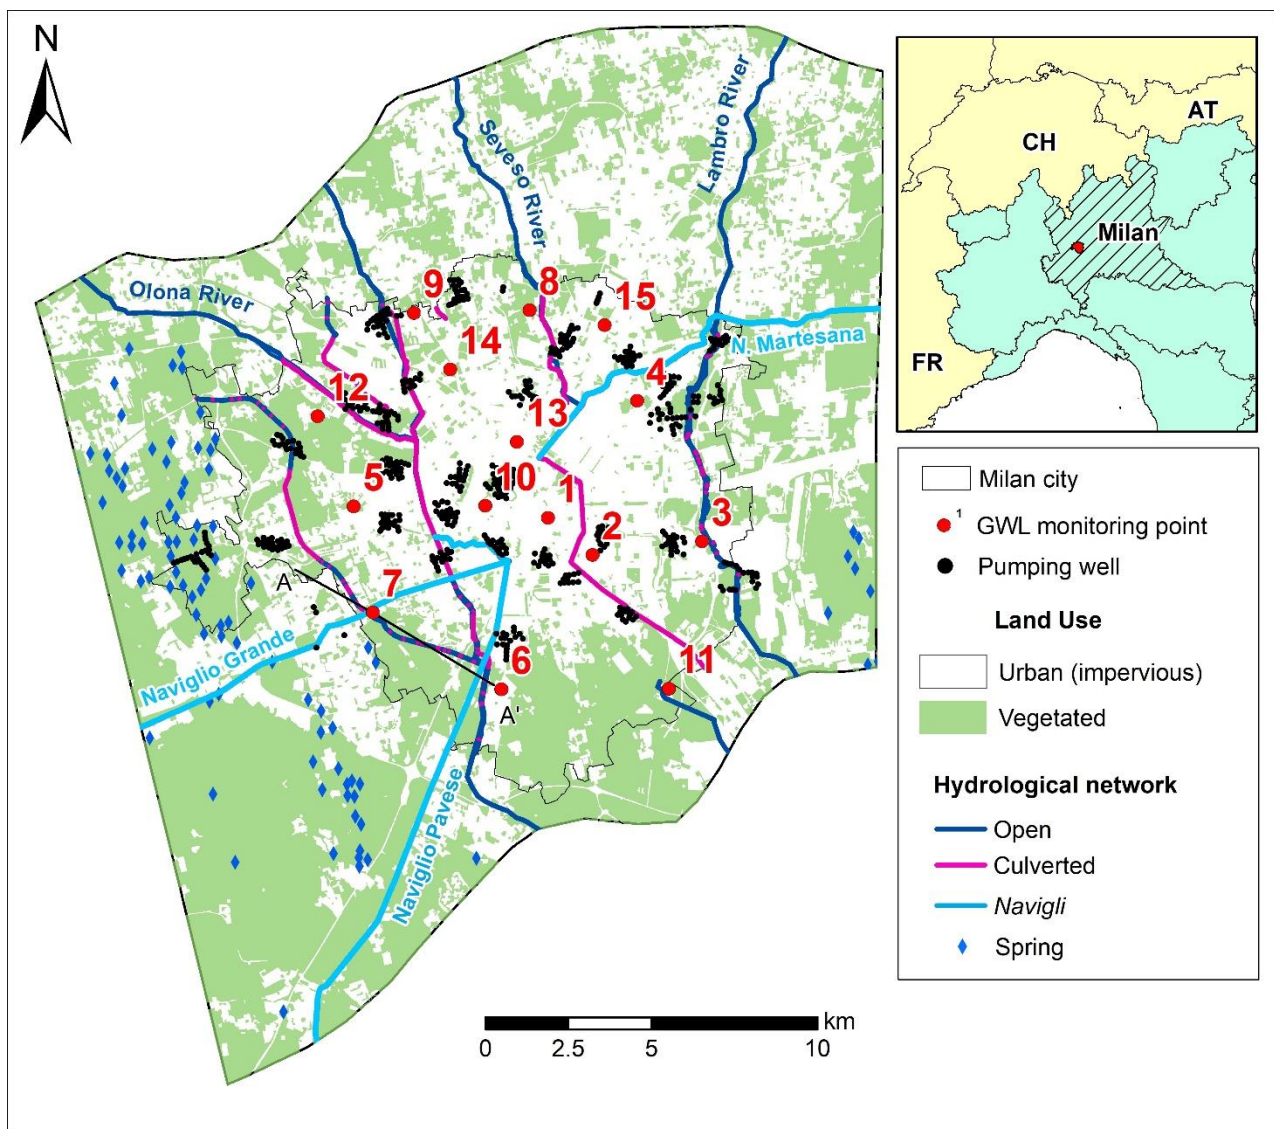 N
Seveso River
Lambro River
Olona River
N. Martesana
Naviglio Grande
Naviglio Pavese
9
8
15
14
4
12
13
5
10
1
2
3
A
7
6
11
A'
km
0
2.5
5
10
CH
AT
Milan
FR
Milan city
1
GWL monitoring point
Pumping well
Land Use
Urban (impervious)
Vegetated
Hydrological network
Open
Culverted
Navigli
Spring